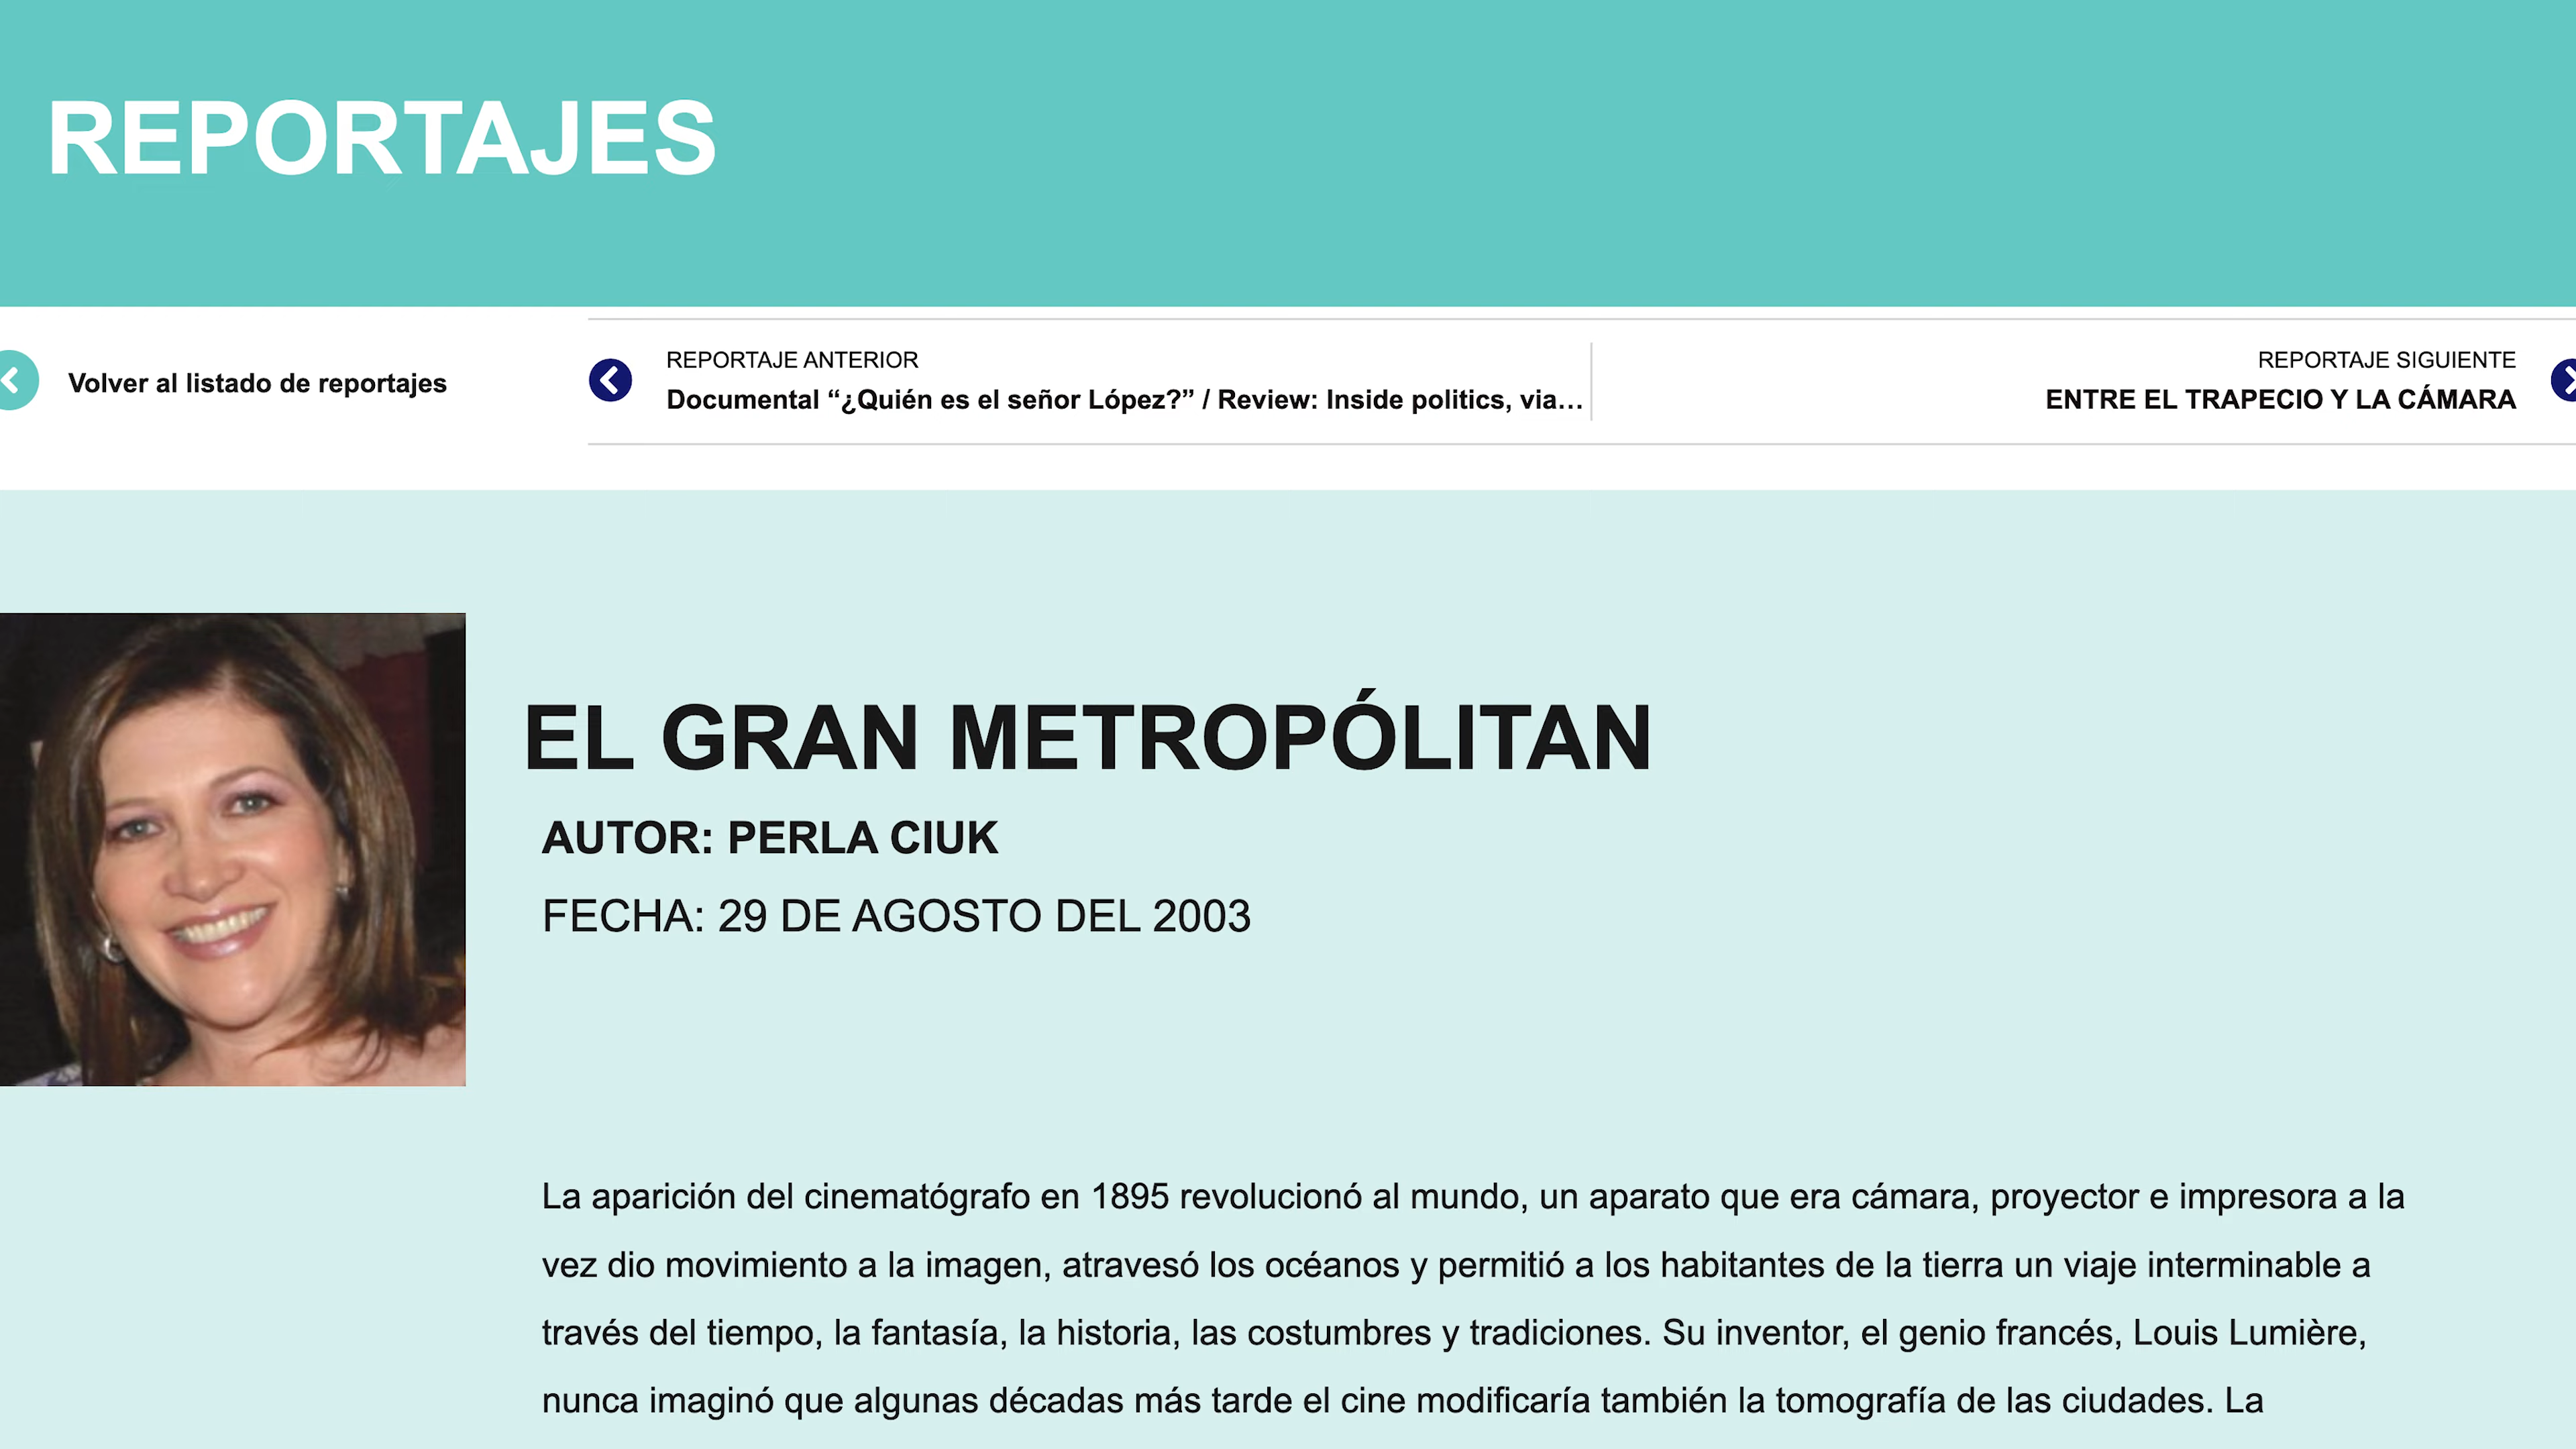 REPORTAJES
Volver al listado de reportajes
REPORTAJE ANTERIOR
Documental “¿Quién es el señor López?” / Review: Inside politics, via…
REPORTAJE SIGUIENTE
ENTRE EL TRAPECIO Y LA CÁMARA
EL GRAN METROPÓLITAN
AUTOR: PERLA CIUK
FECHA: 29 DE AGOSTO DEL 2003
La aparición del cinematógrafo en 1895 revolucionó al mundo, un aparato que era cámara, proyector e impresora a la
vez dio movimiento a la imagen, atravesó los océanos y permitió a los habitantes de la tierra un viaje interminable a
través del tiempo, la fantasía, la historia, las costumbres y tradiciones. Su inventor, el genio francés, Louis Lumière,
nunca imaginó que algunas décadas más tarde el cine modificaría también la tomografía de las ciudades. La